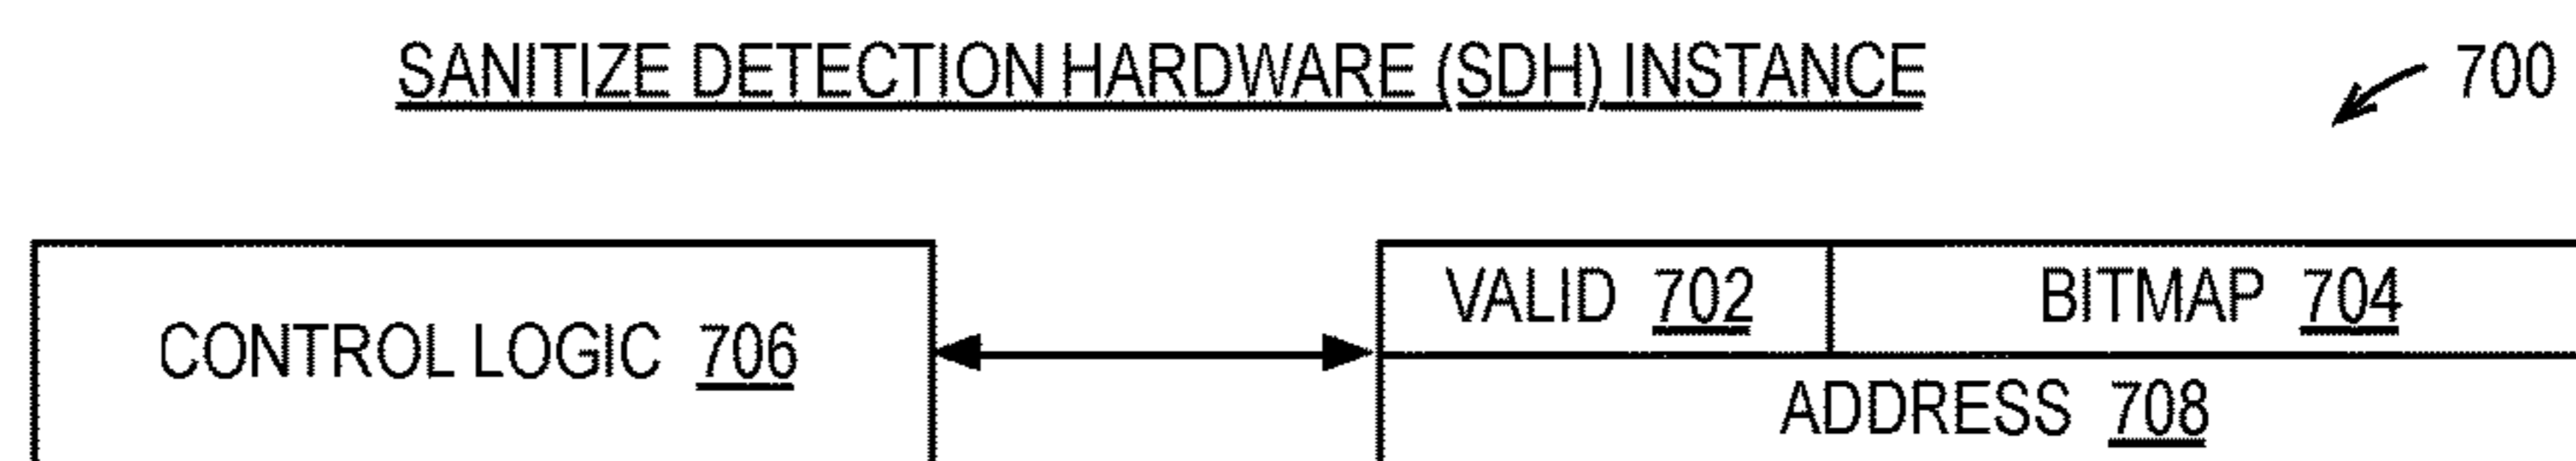 SANITIZE DETECTION HARDWARE (SDH) INSTANCE
700
VALID 702
BITMAP 704
CONTROL LOGIC 706
ADDRESS 708